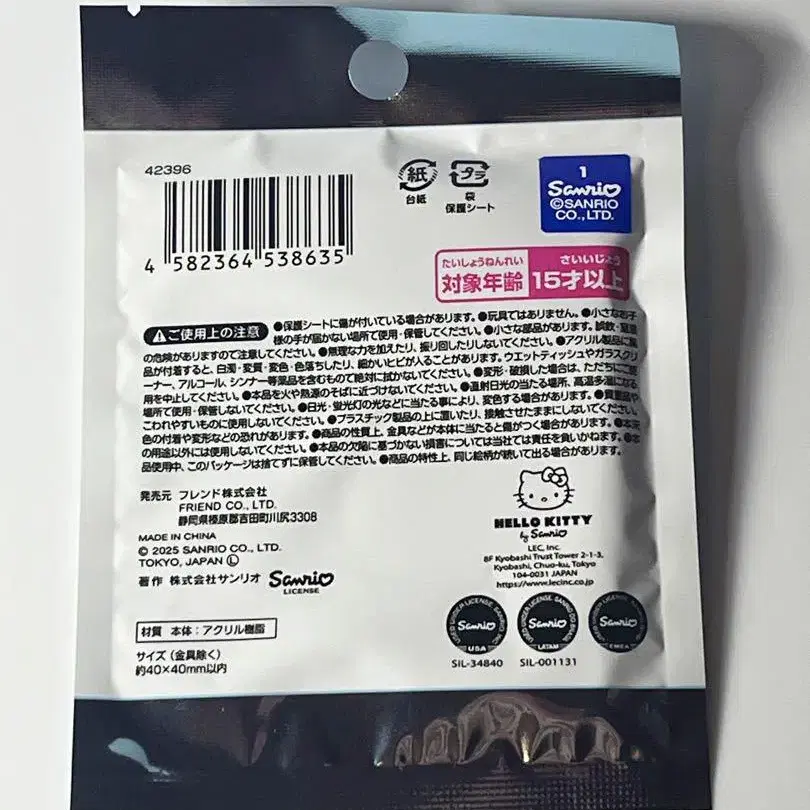 42396
4 582364 538635
紙
台紙
プラ
袋
保護シート
1
Sanrio
©SANRIO
CO.,LTD.
たいしょうねんれい さいいじょう
対象年齢 15才以上
ご使用上の注意 ●保護シートに傷が付いている場合があります。●玩具ではありません。●小さなお子
様の手が届かない場所で使用・保管してください。●小さな部品があります。誤飲・窒息
の危険がありますので注意してください。●無理な力を加えたり、振り回したりしないでください。●アクリル製品に薬
品が付着すると、白濁・変質・変色・色落ちしたり、細かいヒビが入ることがあります。ウエットティッシュやガラスクリ
ーナー、アルコール、シンナー等薬品を含むもので絶対に拭かないでください。●変形・破損した場合は、ただちにご使
用を中止してください。●本品を火や熱源のそばに近づけないでください。●直射日光の当たる場所、高温多湿になる
場所で使用・保管しないでください。●日光・蛍光灯の光などに当たる事により、変色する場合があります。●貴重品や
こわれやすいものに使用しないでください。●プラスチック製品の上に置いたり、接触させたままにしないでください。
色の付着や変形などの恐れがあります。●商品の性質上、金具などが本体に当たると傷がつく場合があります。●本来
の用途以外には使用しないでください。●本品の欠陥に基づかない損害については当社では責任を負いかねます。●本
品使用中、このパッケージは捨てずに保管してください。●商品の特性上、同じ絵柄が続いて出る場合があります。
発売元 フレンド株式会社
FRIEND CO., LTD.
静岡県榛原郡吉田町川尻3308
MADE IN CHINA
© 2025 SANRIO CO., LTD.
TOKYO, JAPAN Ⓛ
著作 株式会社サンリオ Sanrio
LICENSE
材質 本体：アクリル樹脂
サイズ（金具除く）
約40×40mm以内
HELLO KITTY
by Sanrio
LEC, Inc.
8F Kyobashi Trust Tower 2-1-3,
Kyobashi, Chuo-ku, Tokyo
104-0031 JAPAN
https://www.lecinc.co.jp
USED UNDER LICENSE. SANRIO, INC.
Sanrio
USA
SIL-34840
USED UNDER LICENSE. SANRIO DO BRASIL
Sanrio
LATAM
SIL-001131
USED UNDER LICENSE.
Sanrio
EMEA